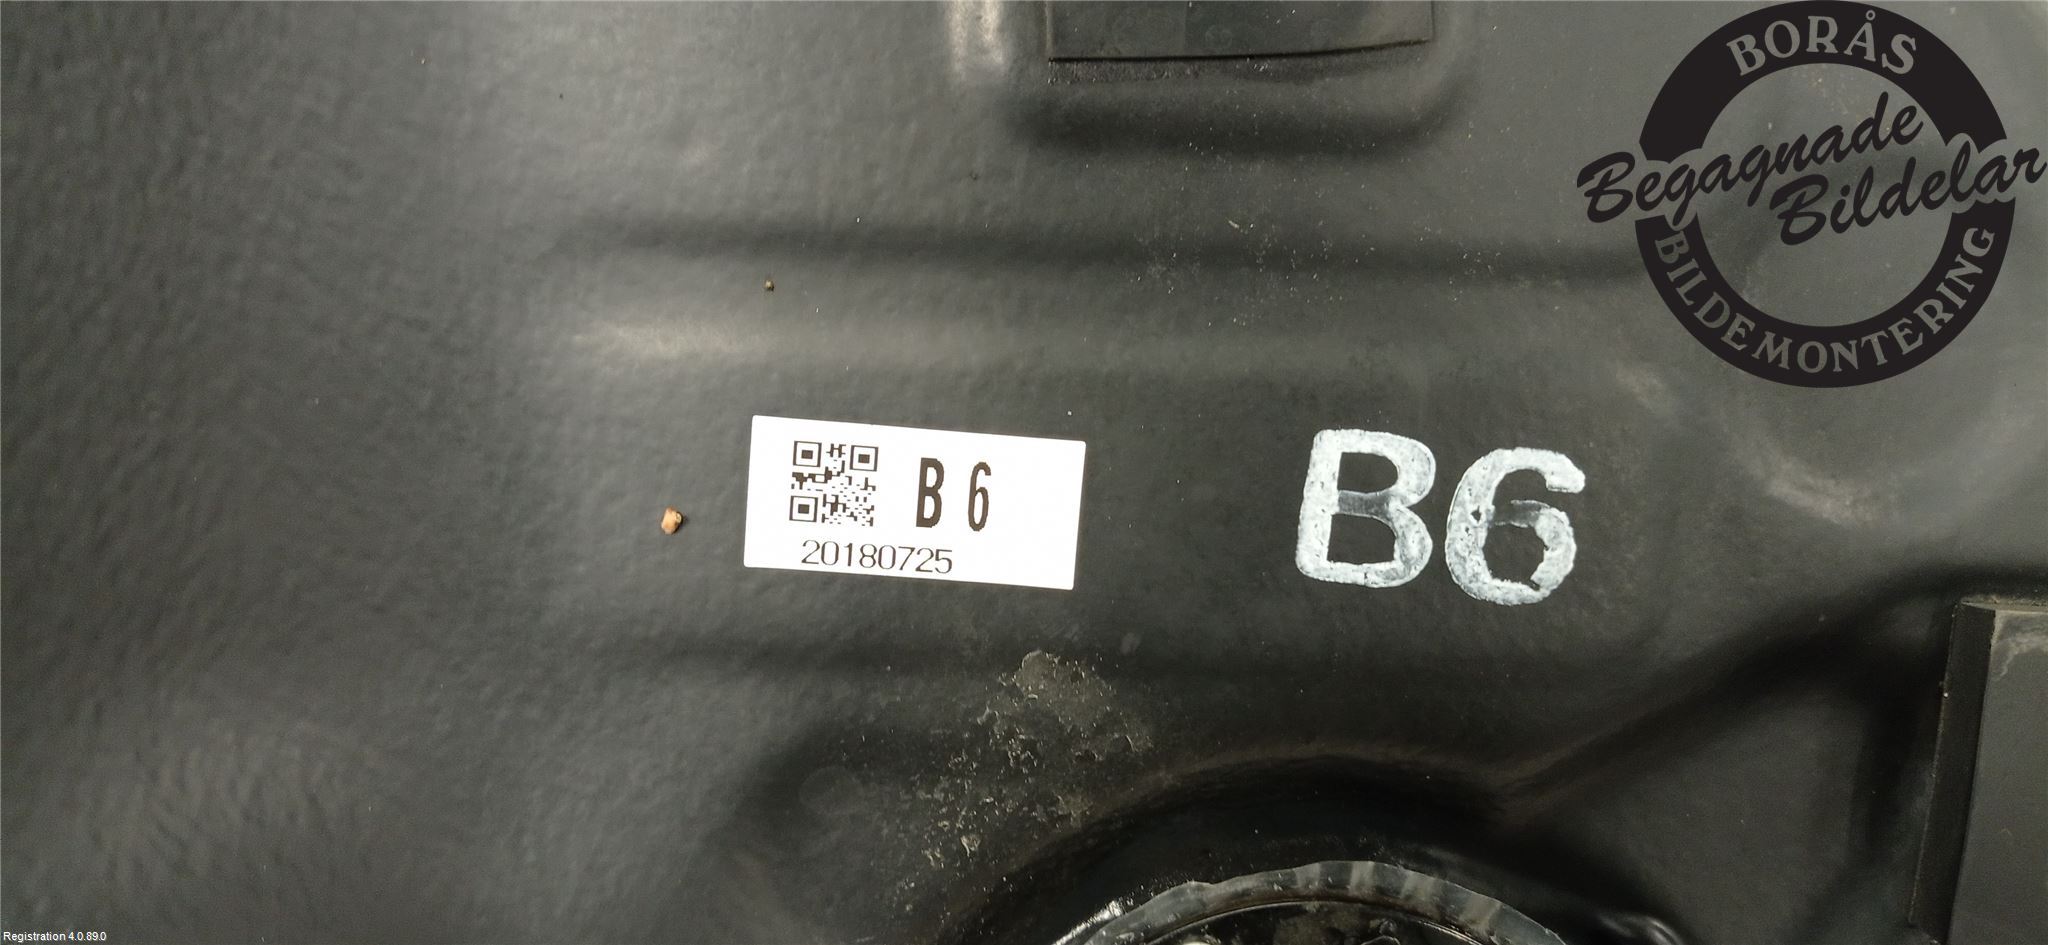 BORÅS
Begagnade
Bildelar
BILDEMONTERING
B 6
20180725
B6
Registration 4.0.89.0